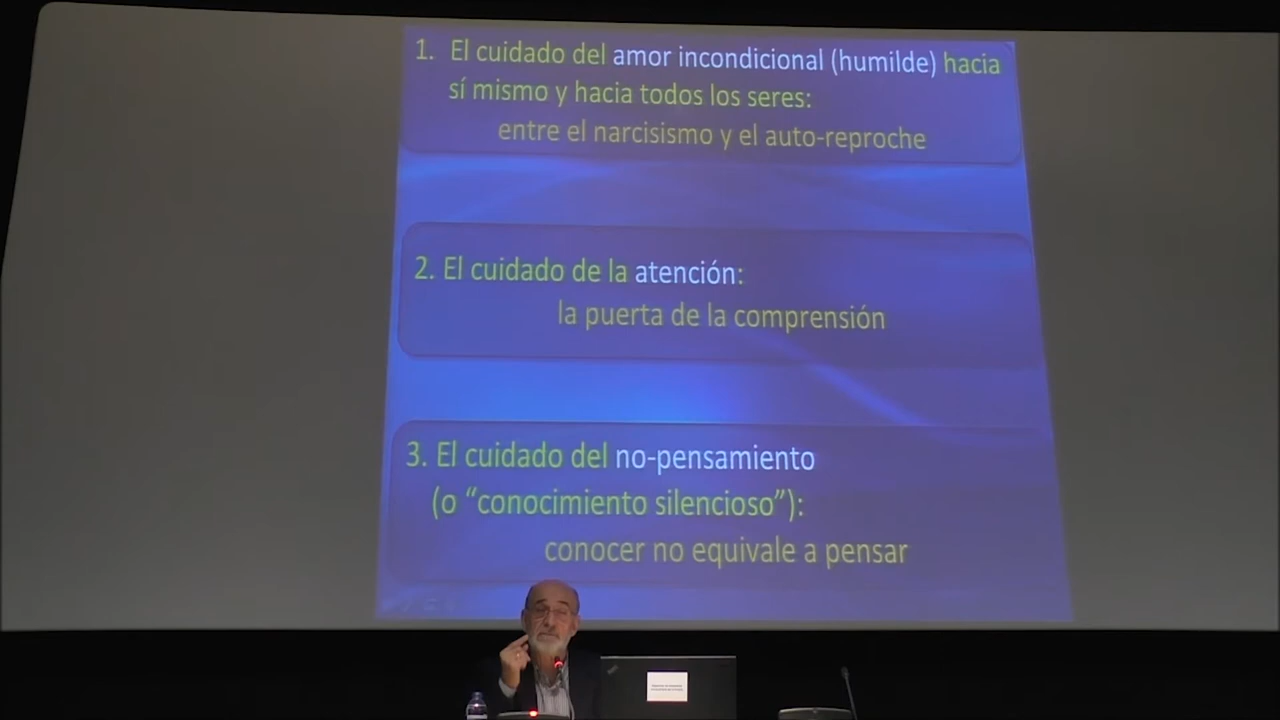 1. El cuidado del amor incondicional (humilde) hacia
sí mismo y hacia todos los seres:
entre el narcisismo y el auto-reproche
2. El cuidado de la atención:
la puerta de la comprensión
3. El cuidado del no-pensamiento
(o “conocimiento silencioso”):
conocer no equivale a pensar